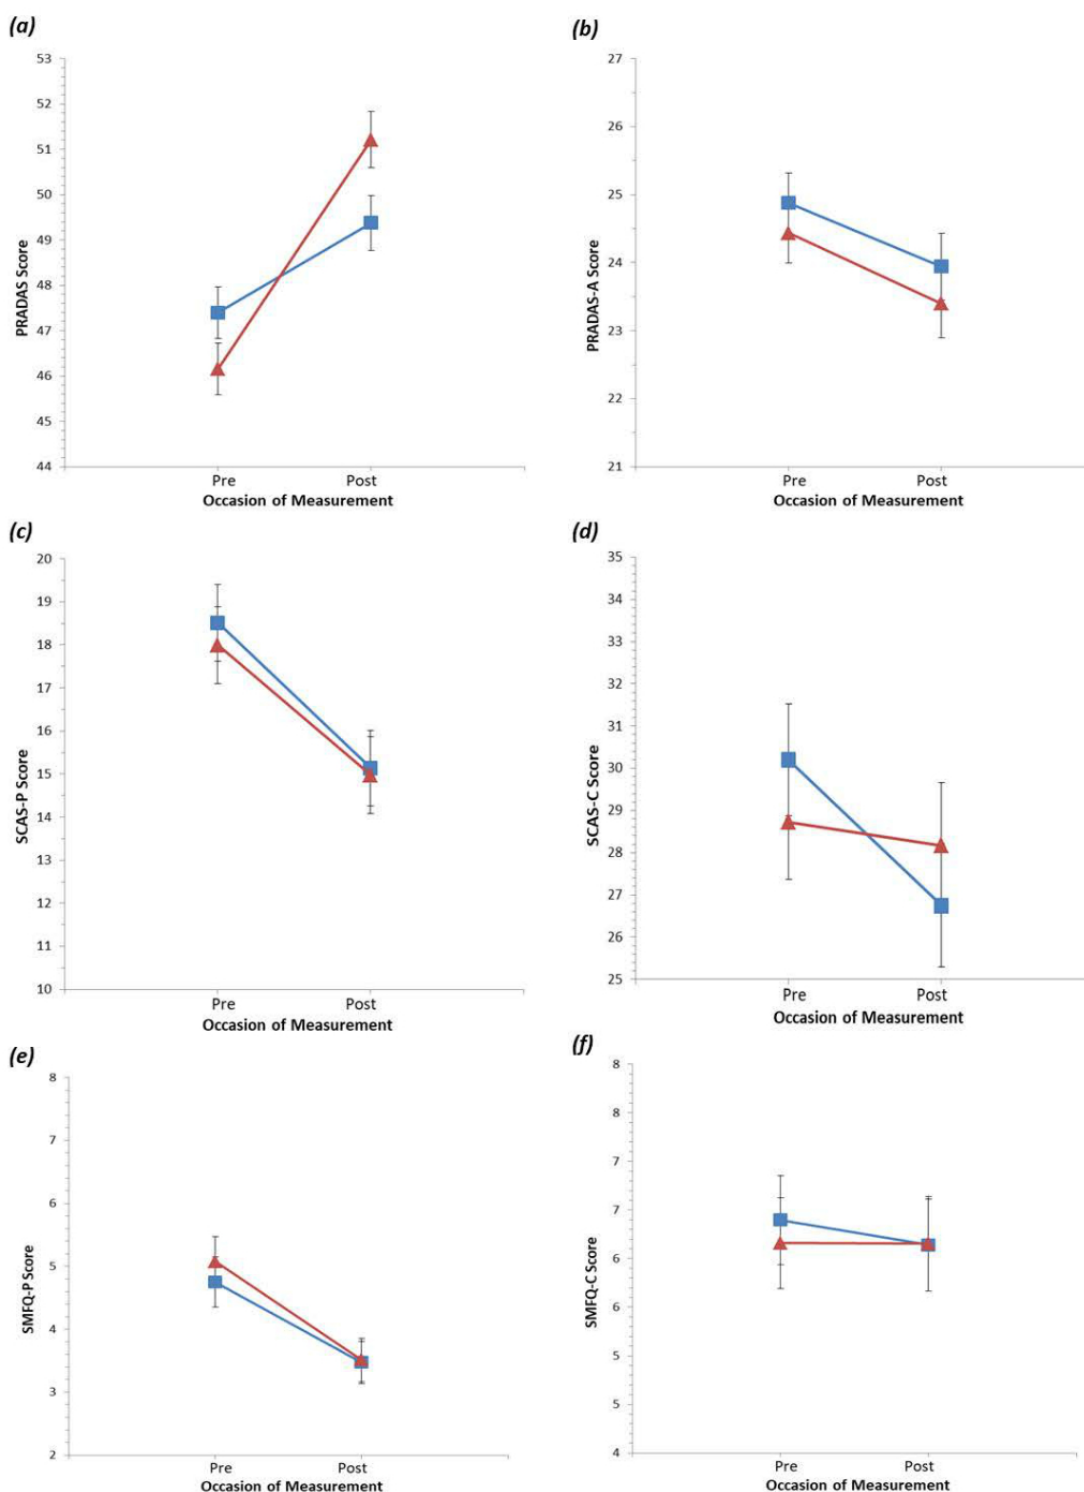 (a)
53
52
51
50
49
48
47
46
45
44
PRADAS Score
Pre
Post
Occasion of Measurement
(b)
27
26
25
24
23
22
21
PRADAS-A Score
Pre
Post
Occasion of Measurement
(c)
20
19
18
17
16
15
14
13
12
11
10
SCAS-P Score
Pre
Post
Occasion of Measurement
(d)
35
34
33
32
31
30
29
28
27
26
25
SCAS-C Score
Pre
Post
Occasion of Measurement
(e)
8
7
6
5
4
3
2
SMFQ-P Score
Pre
Post
Occasion of Measurement
(f)
8
8
7
7
6
6
5
5
4
SMFQ-C Score
Pre
Post
Occasion of Measurement